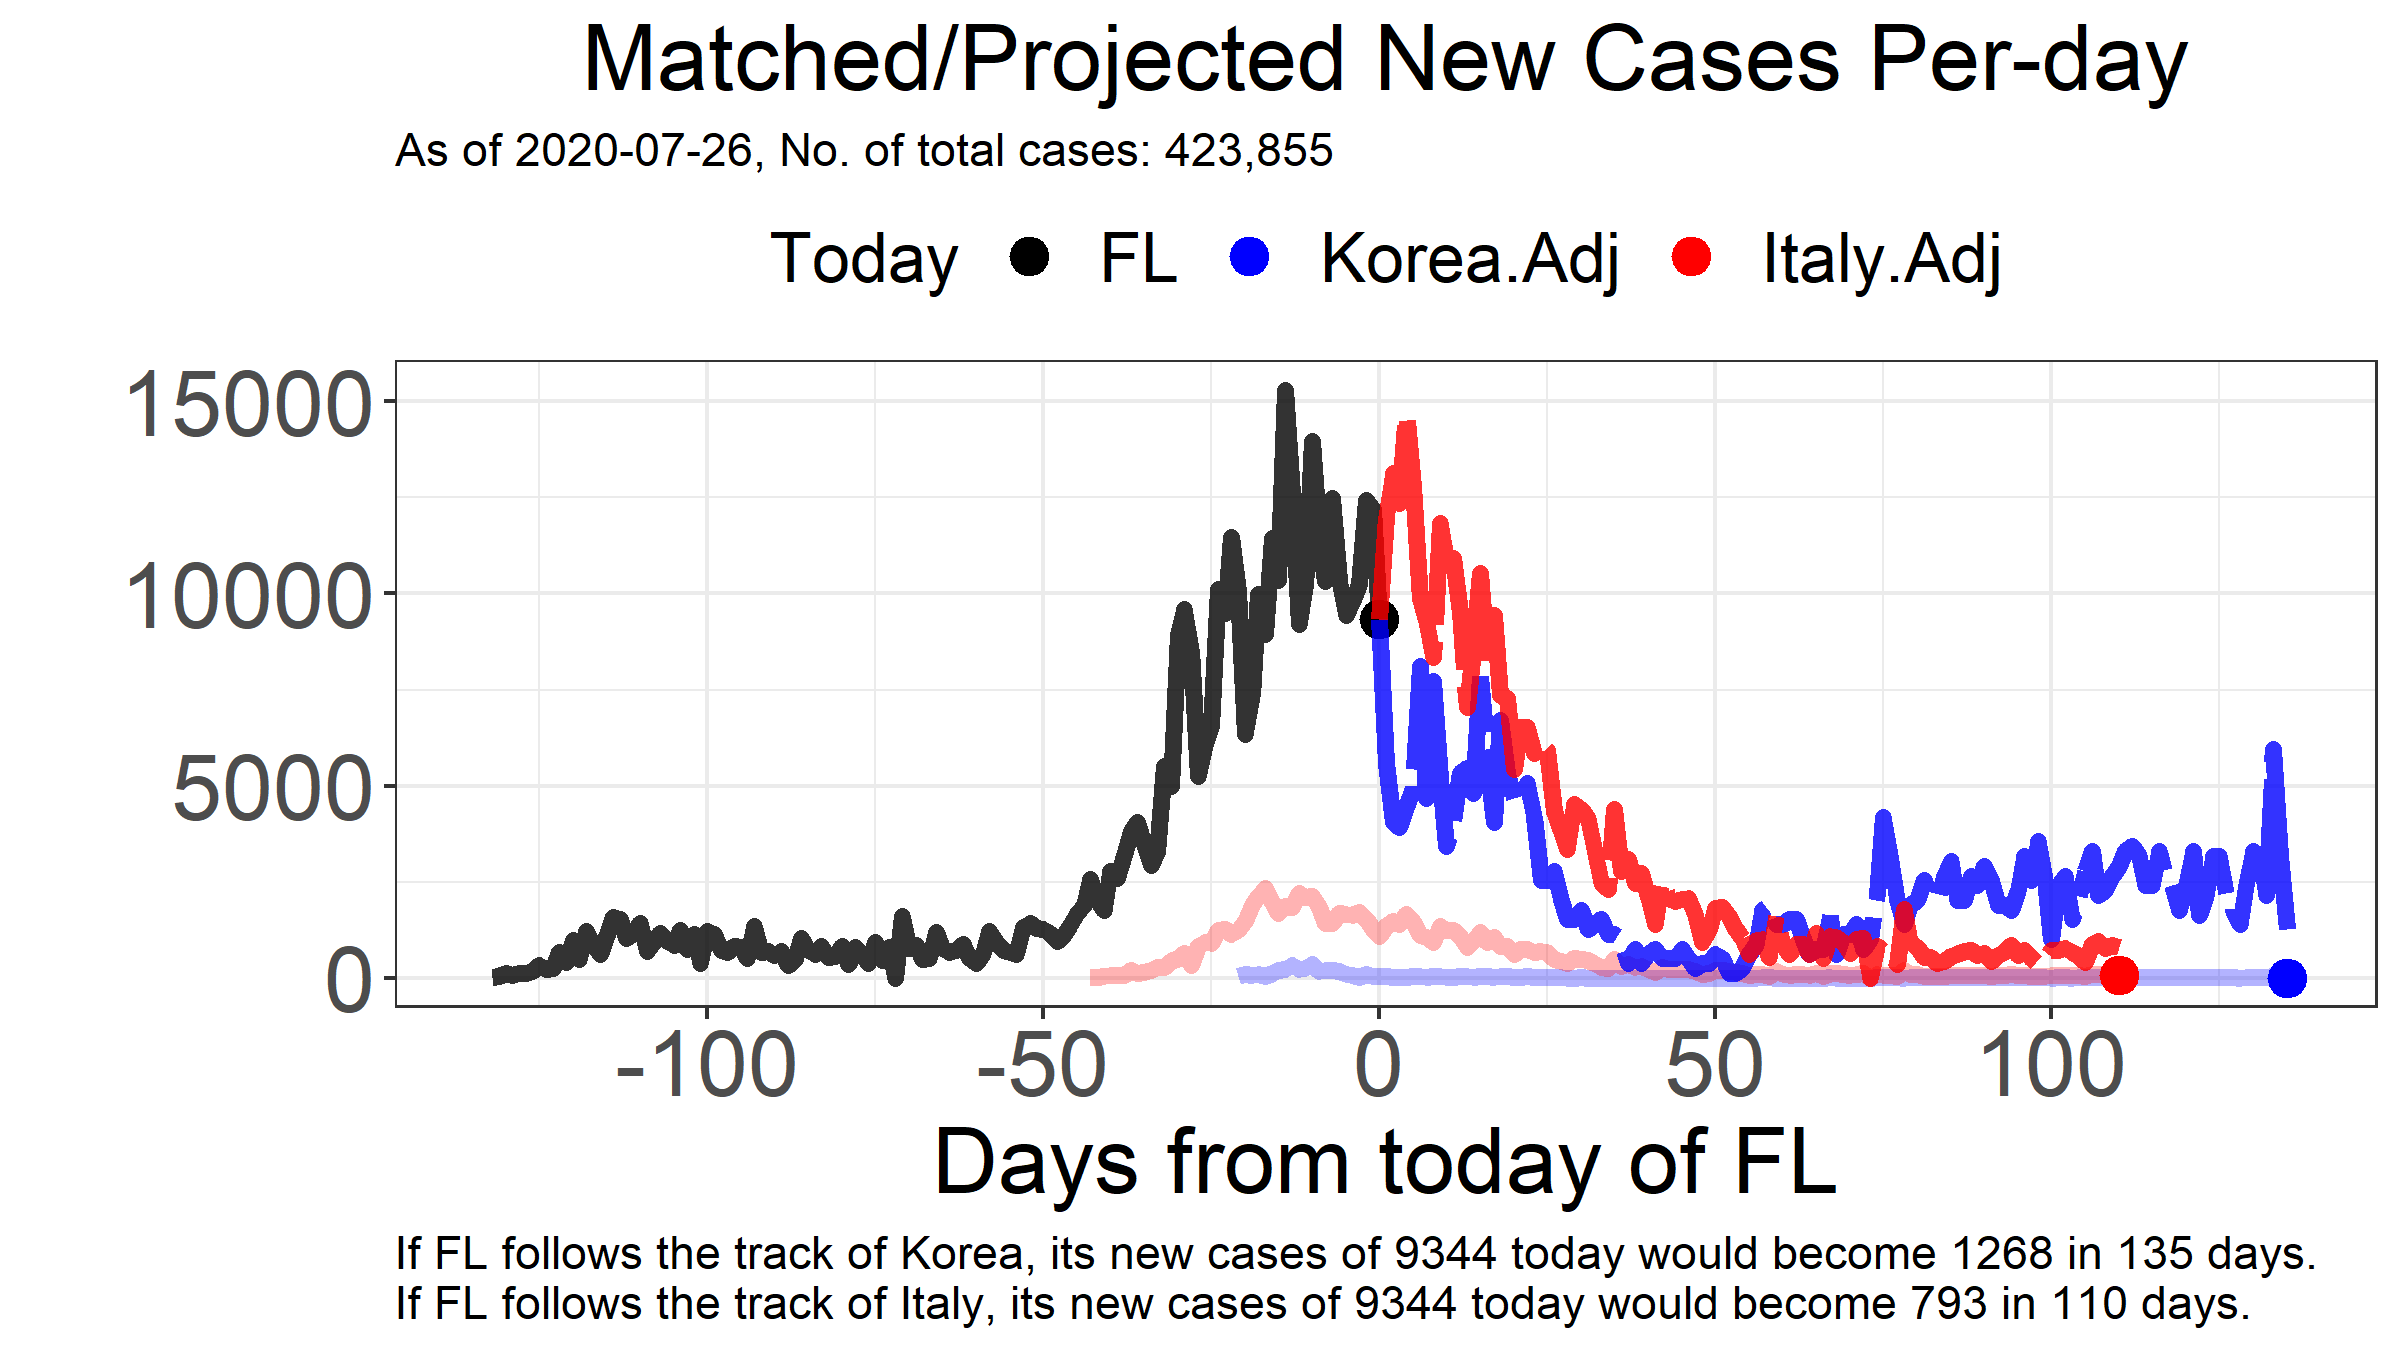 Matched/Projected New Cases Per-day
As of 2020-07-26, No. of total cases: 423,855
Today FL Korea.Adj Italy.Adj
15000
10000
5000
0
-100 -50 0 50 100
Days from today of FL
If FL follows the track of Korea, its new cases of 9344 today would become 1268 in 135 days.
If FL follows the track of Italy, its new cases of 9344 today would become 793 in 110 days.